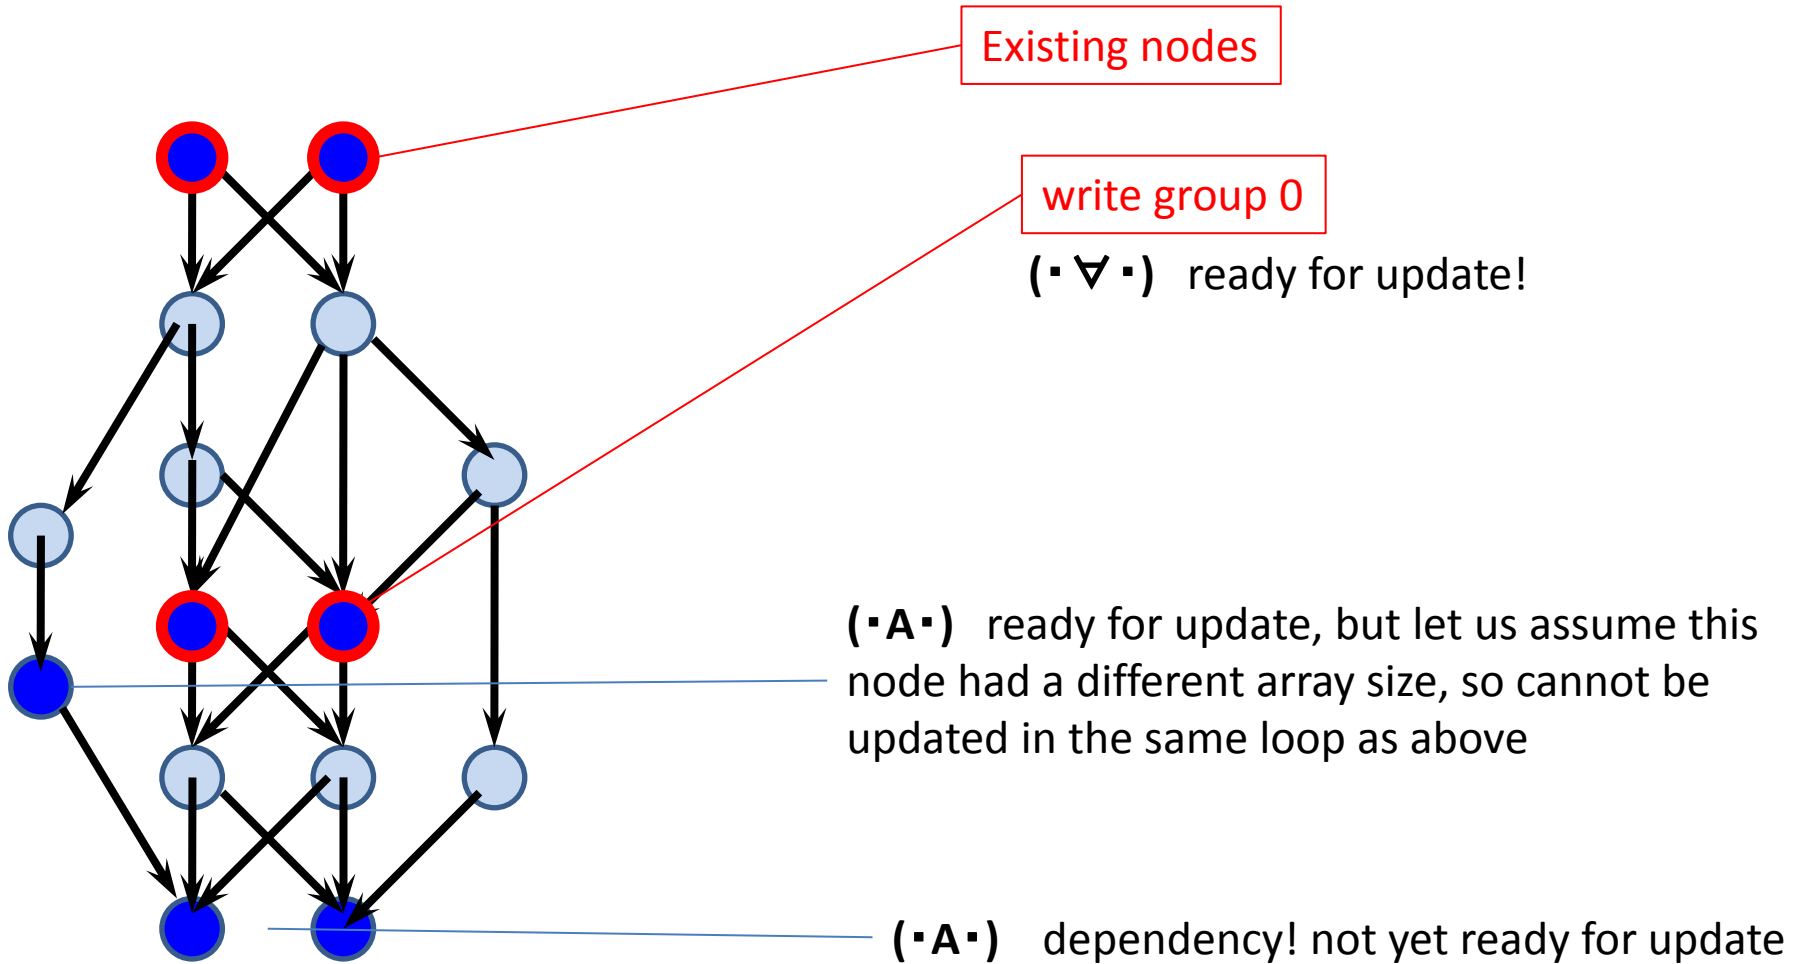 Existing nodes
write group 0
(・∀・) ready for update!
(・A・) ready for update, but let us assume this
node had a different array size, so cannot be
updated in the same loop as above
(・A・) dependency! not yet ready for update